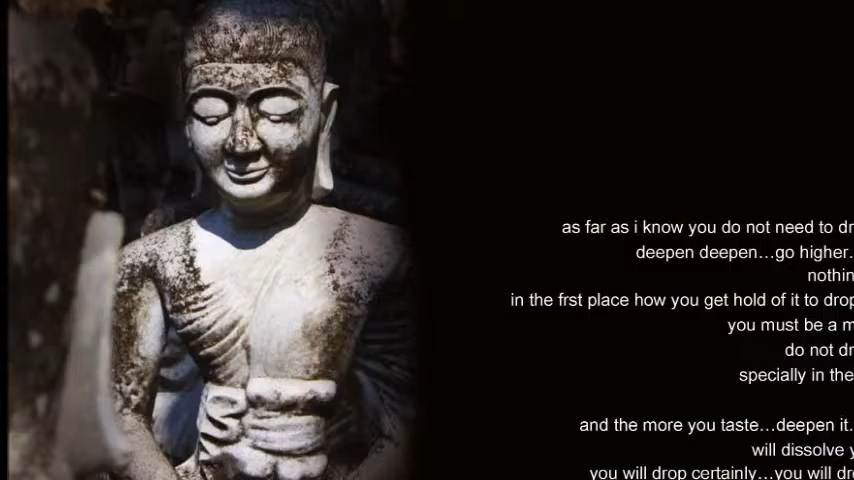 as far as i know you do not need to
deepen deepen...go higher.
in the frst place how you get hold of it to
you must be a
do not
specially in the
and the more you taste...deepen it.
will dissolve
you will drop certainly...you will